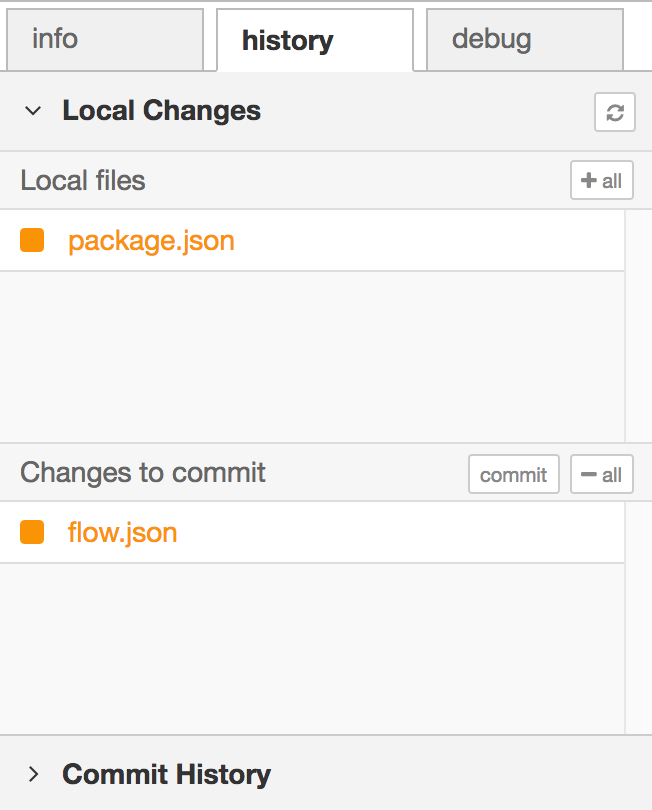 info history debug
Local Changes
Local files + all
package.json
Changes to commit commit − all
flow.json
Commit History